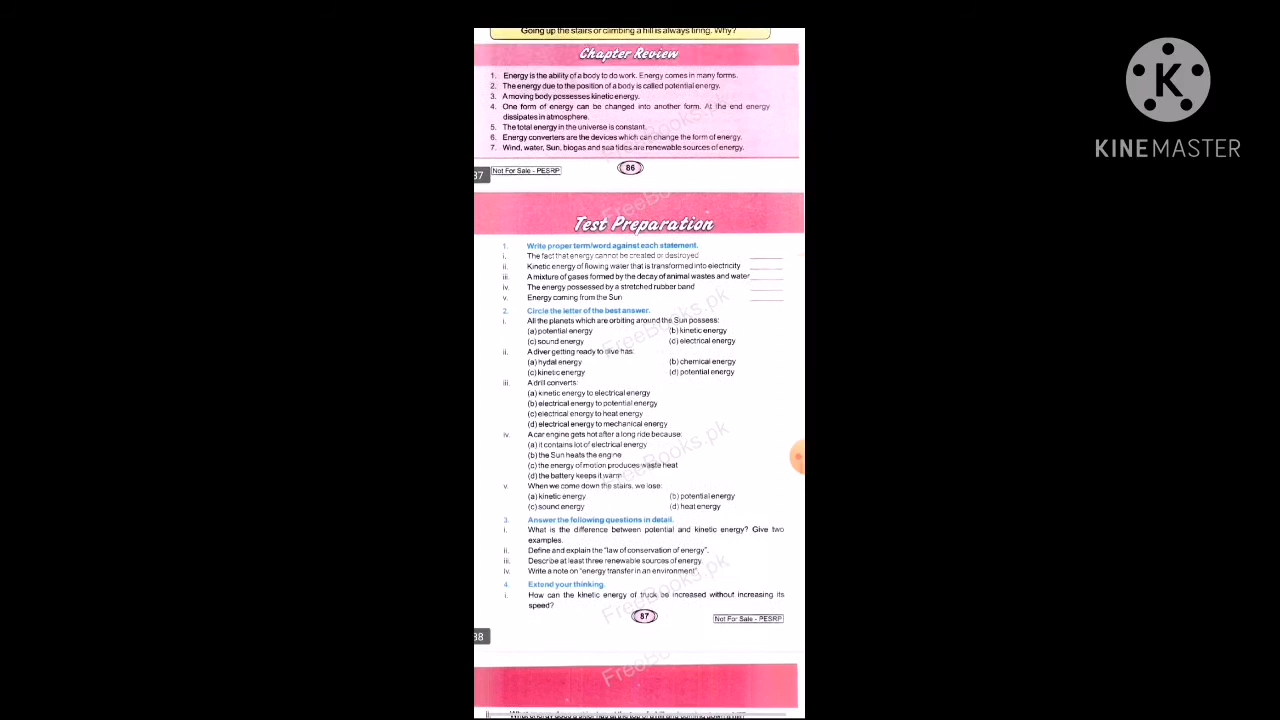 Going up the stairs or climbing a hill is always tiring. Why?
Chapter Review
1. Energy is the ability of a body to do work. Energy comes in many forms.
2. The energy due to the position of a body is called potential energy.
3. A moving body possesses kinetic energy.
4. One form of energy can be changed into another form. At the end energy
dissipates in atmosphere.
5. The total energy in the universe is constant.
6. Energy converters are the devices which can change the form of energy.
7. Wind, water, Sun, biogas and sea tides are renewable sources of energy.
37
Not For Sale - PESRP
86
Test Preparation
1. Write proper term/word against each statement.
i. The fact that energy cannot be created or destroyed
ii. Kinetic energy of flowing water that is transformed into electricity
iii. A mixture of gases formed by the decay of animal wastes and water
iv. The energy possessed by a stretched rubber band
v. Energy coming from the Sun
2. Circle the letter of the best answer.
i. All the planets which are orbiting around the Sun possess:
(a) potential energy (b) kinetic energy
(c) sound energy (d) electrical energy
ii. A diver getting ready to dive has:
(a) hydal energy (b) chemical energy
(c) kinetic energy (d) potential energy
iii. A drill converts:
(a) kinetic energy to electrical energy
(b) electrical energy to potential energy
(c) electrical energy to heat energy
(d) electrical energy to mechanical energy
iv. A car engine gets hot after a long ride because:
(a) it contains lot of electrical energy
(b) the Sun heats the engine
(c) the energy of motion produces waste heat
(d) the battery keeps it warm
v. When we come down the stairs, we lose:
(a) kinetic energy (b) potential energy
(c) sound energy (d) heat energy
3. Answer the following questions in detail.
i. What is the difference between potential and kinetic energy? Give two
examples.
ii. Define and explain the "law of conservation of energy".
iii. Describe at least three renewable sources of energy.
iv. Write a note on "energy transfer in an environment".
4. Extend your thinking.
i. How can the kinetic energy of truck be increased without increasing its
speed?
87
Not For Sale - PESRP
38
FreeBooks.pk
FreeBooks.pk
FreeBooks.pk
K
KINEMASTER